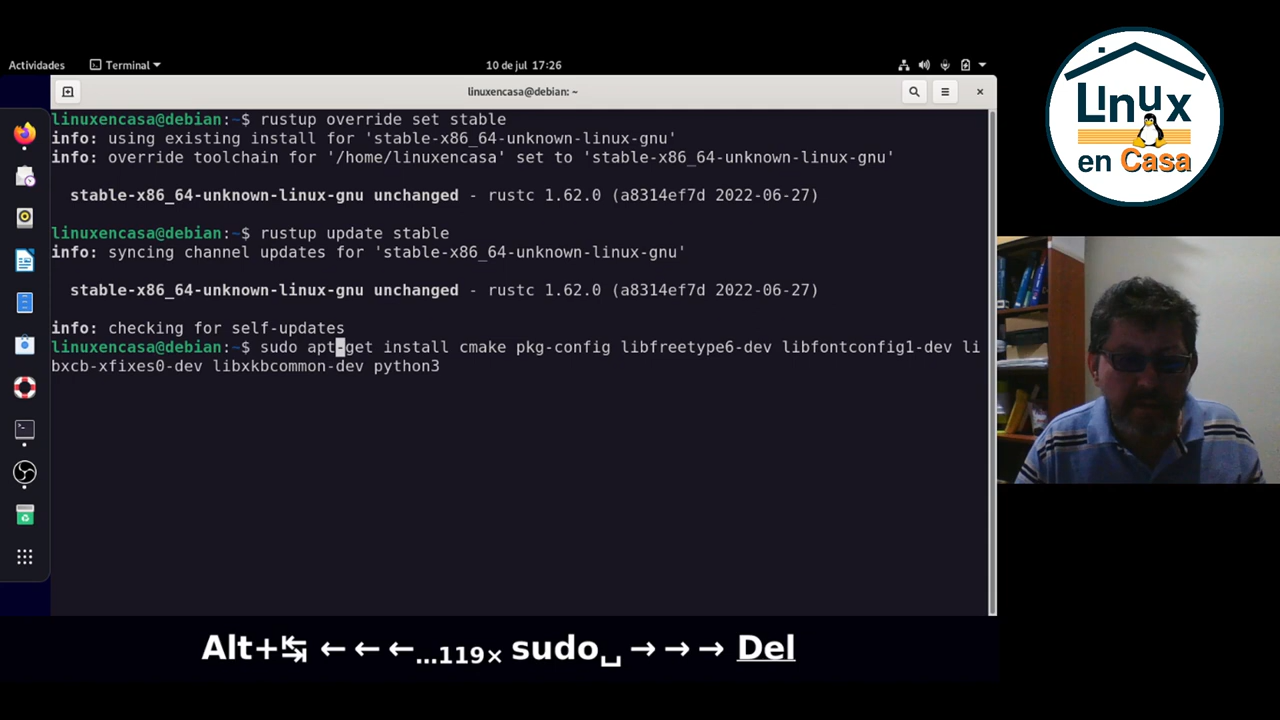 Actividades
Terminal
10 de jul 17:26
linuxencasa@debian: ~
linuxencasa@debian:~$ rustup override set stable
info: using existing install for 'stable-x86_64-unknown-linux-gnu'
info: override toolchain for '/home/linuxencasa' set to 'stable-x86_64-unknown-linux-gnu'
stable-x86_64-unknown-linux-gnu unchanged - rustc 1.62.0 (a8314ef7d 2022-06-27)
linuxencasa@debian:~$ rustup update stable
info: syncing channel updates for 'stable-x86_64-unknown-linux-gnu'
stable-x86_64-unknown-linux-gnu unchanged - rustc 1.62.0 (a8314ef7d 2022-06-27)
info: checking for self-updates
linuxencasa@debian:~$ sudo apt-get install cmake pkg-config libfreetype6-dev libfontconfig1-dev li
bxcb-xfixes0-dev libxkbcommon-dev python3
Alt+↹ ←←←...119× sudo␣→→→ Del
Linux
en Casa